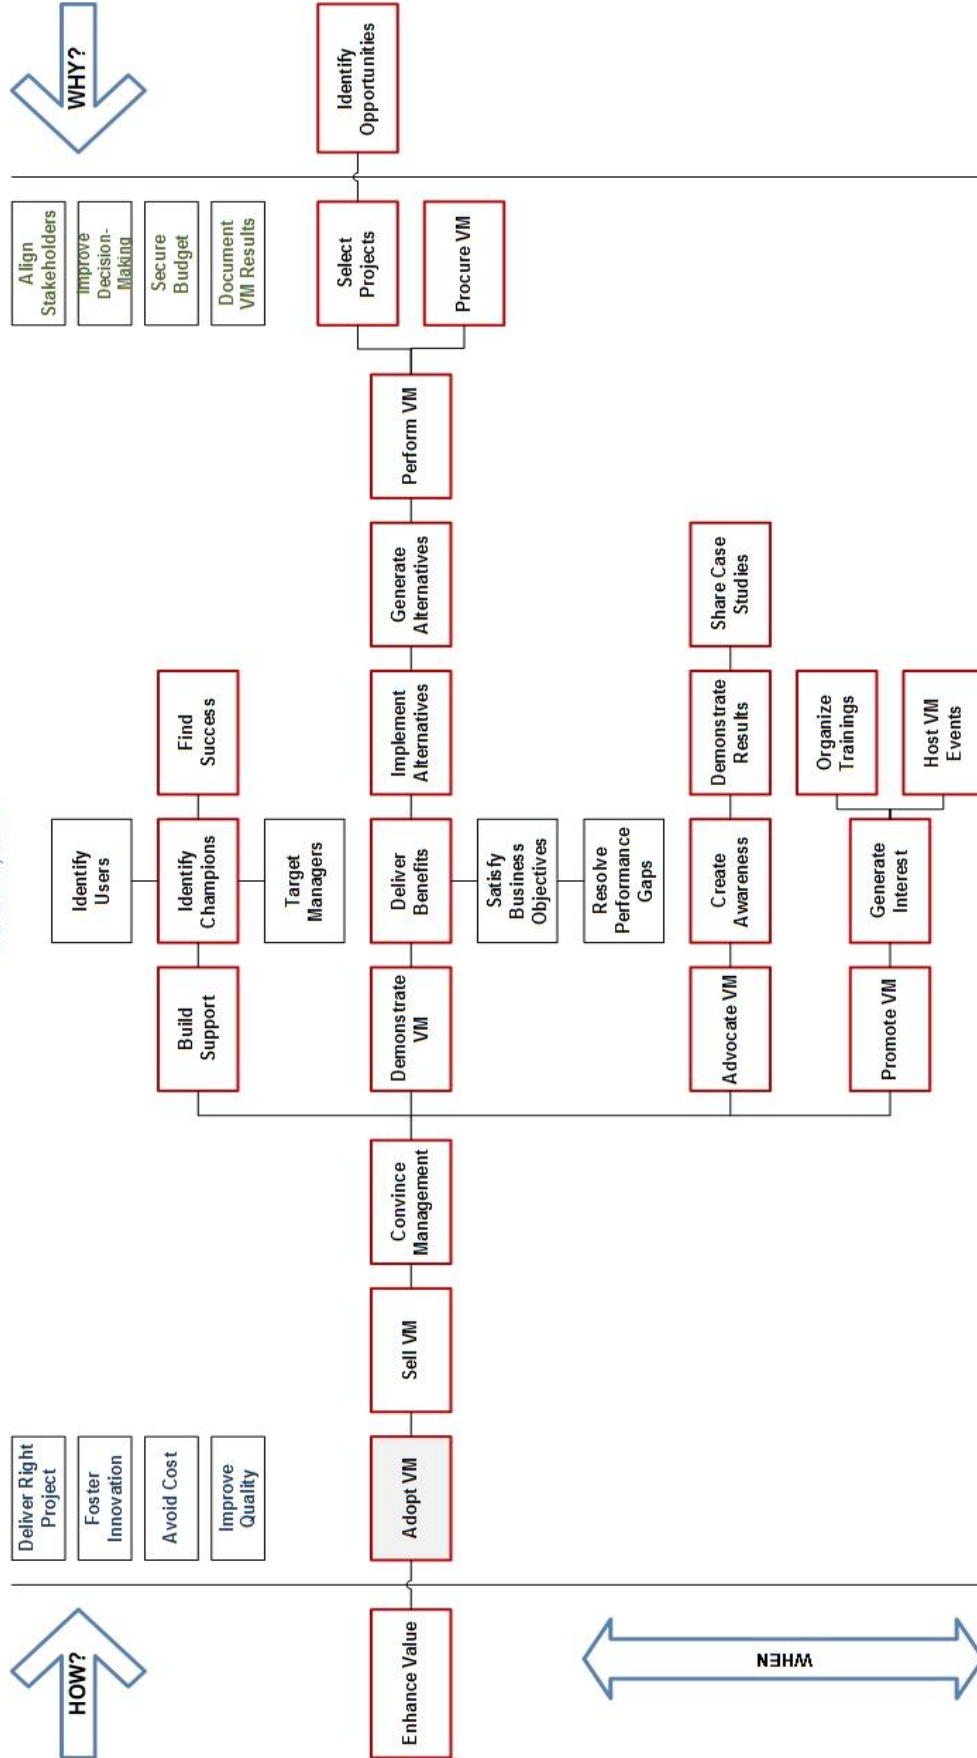 HOW?
WHY?
Deliver Right
Project
Foster
Innovation
Avoid Cost
Improve
Quality
Align
Stakeholders
Improve
Decision-
Making
Secure
Budget
Document
VM Results
Identify
Users
Build
Support
Identify
Champions
Find
Success
Target
Managers
Enhance Value
Adopt VM
Sell VM
Convince
Management
Demonstrate
VM
Deliver
Benefits
Implement
Alternatives
Generate
Alternatives
Perform VM
Select
Projects
Identify
Opportunities
Procure VM
Satisfy
Business
Objectives
Resolve
Performance
Gaps
Advocate VM
Create
Awareness
Demonstrate
Results
Share Case
Studies
Promote VM
Generate
Interest
Organize
Trainings
Host VM
Events
WHEN